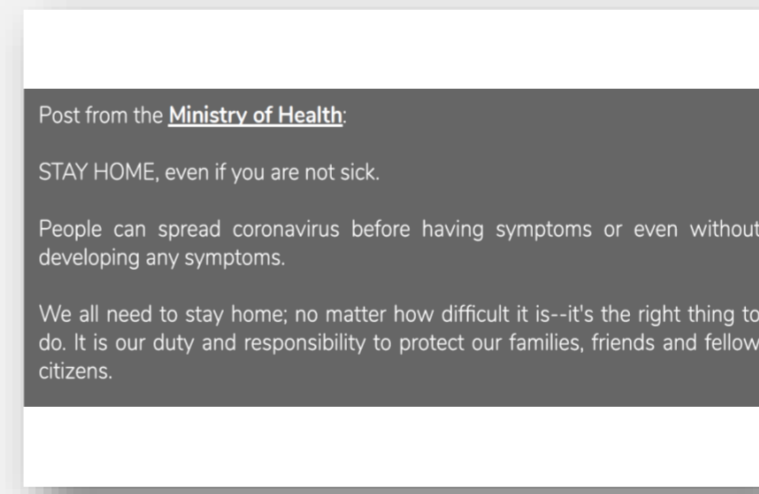 Post from the Ministry of Health:
STAY HOME, even if you are not sick.
People can spread coronavirus before having symptoms or even without
developing any symptoms.
We all need to stay home; no matter how difficult it is--it's the right thing to
do. It is our duty and responsibility to protect our families, friends and fellow
citizens.